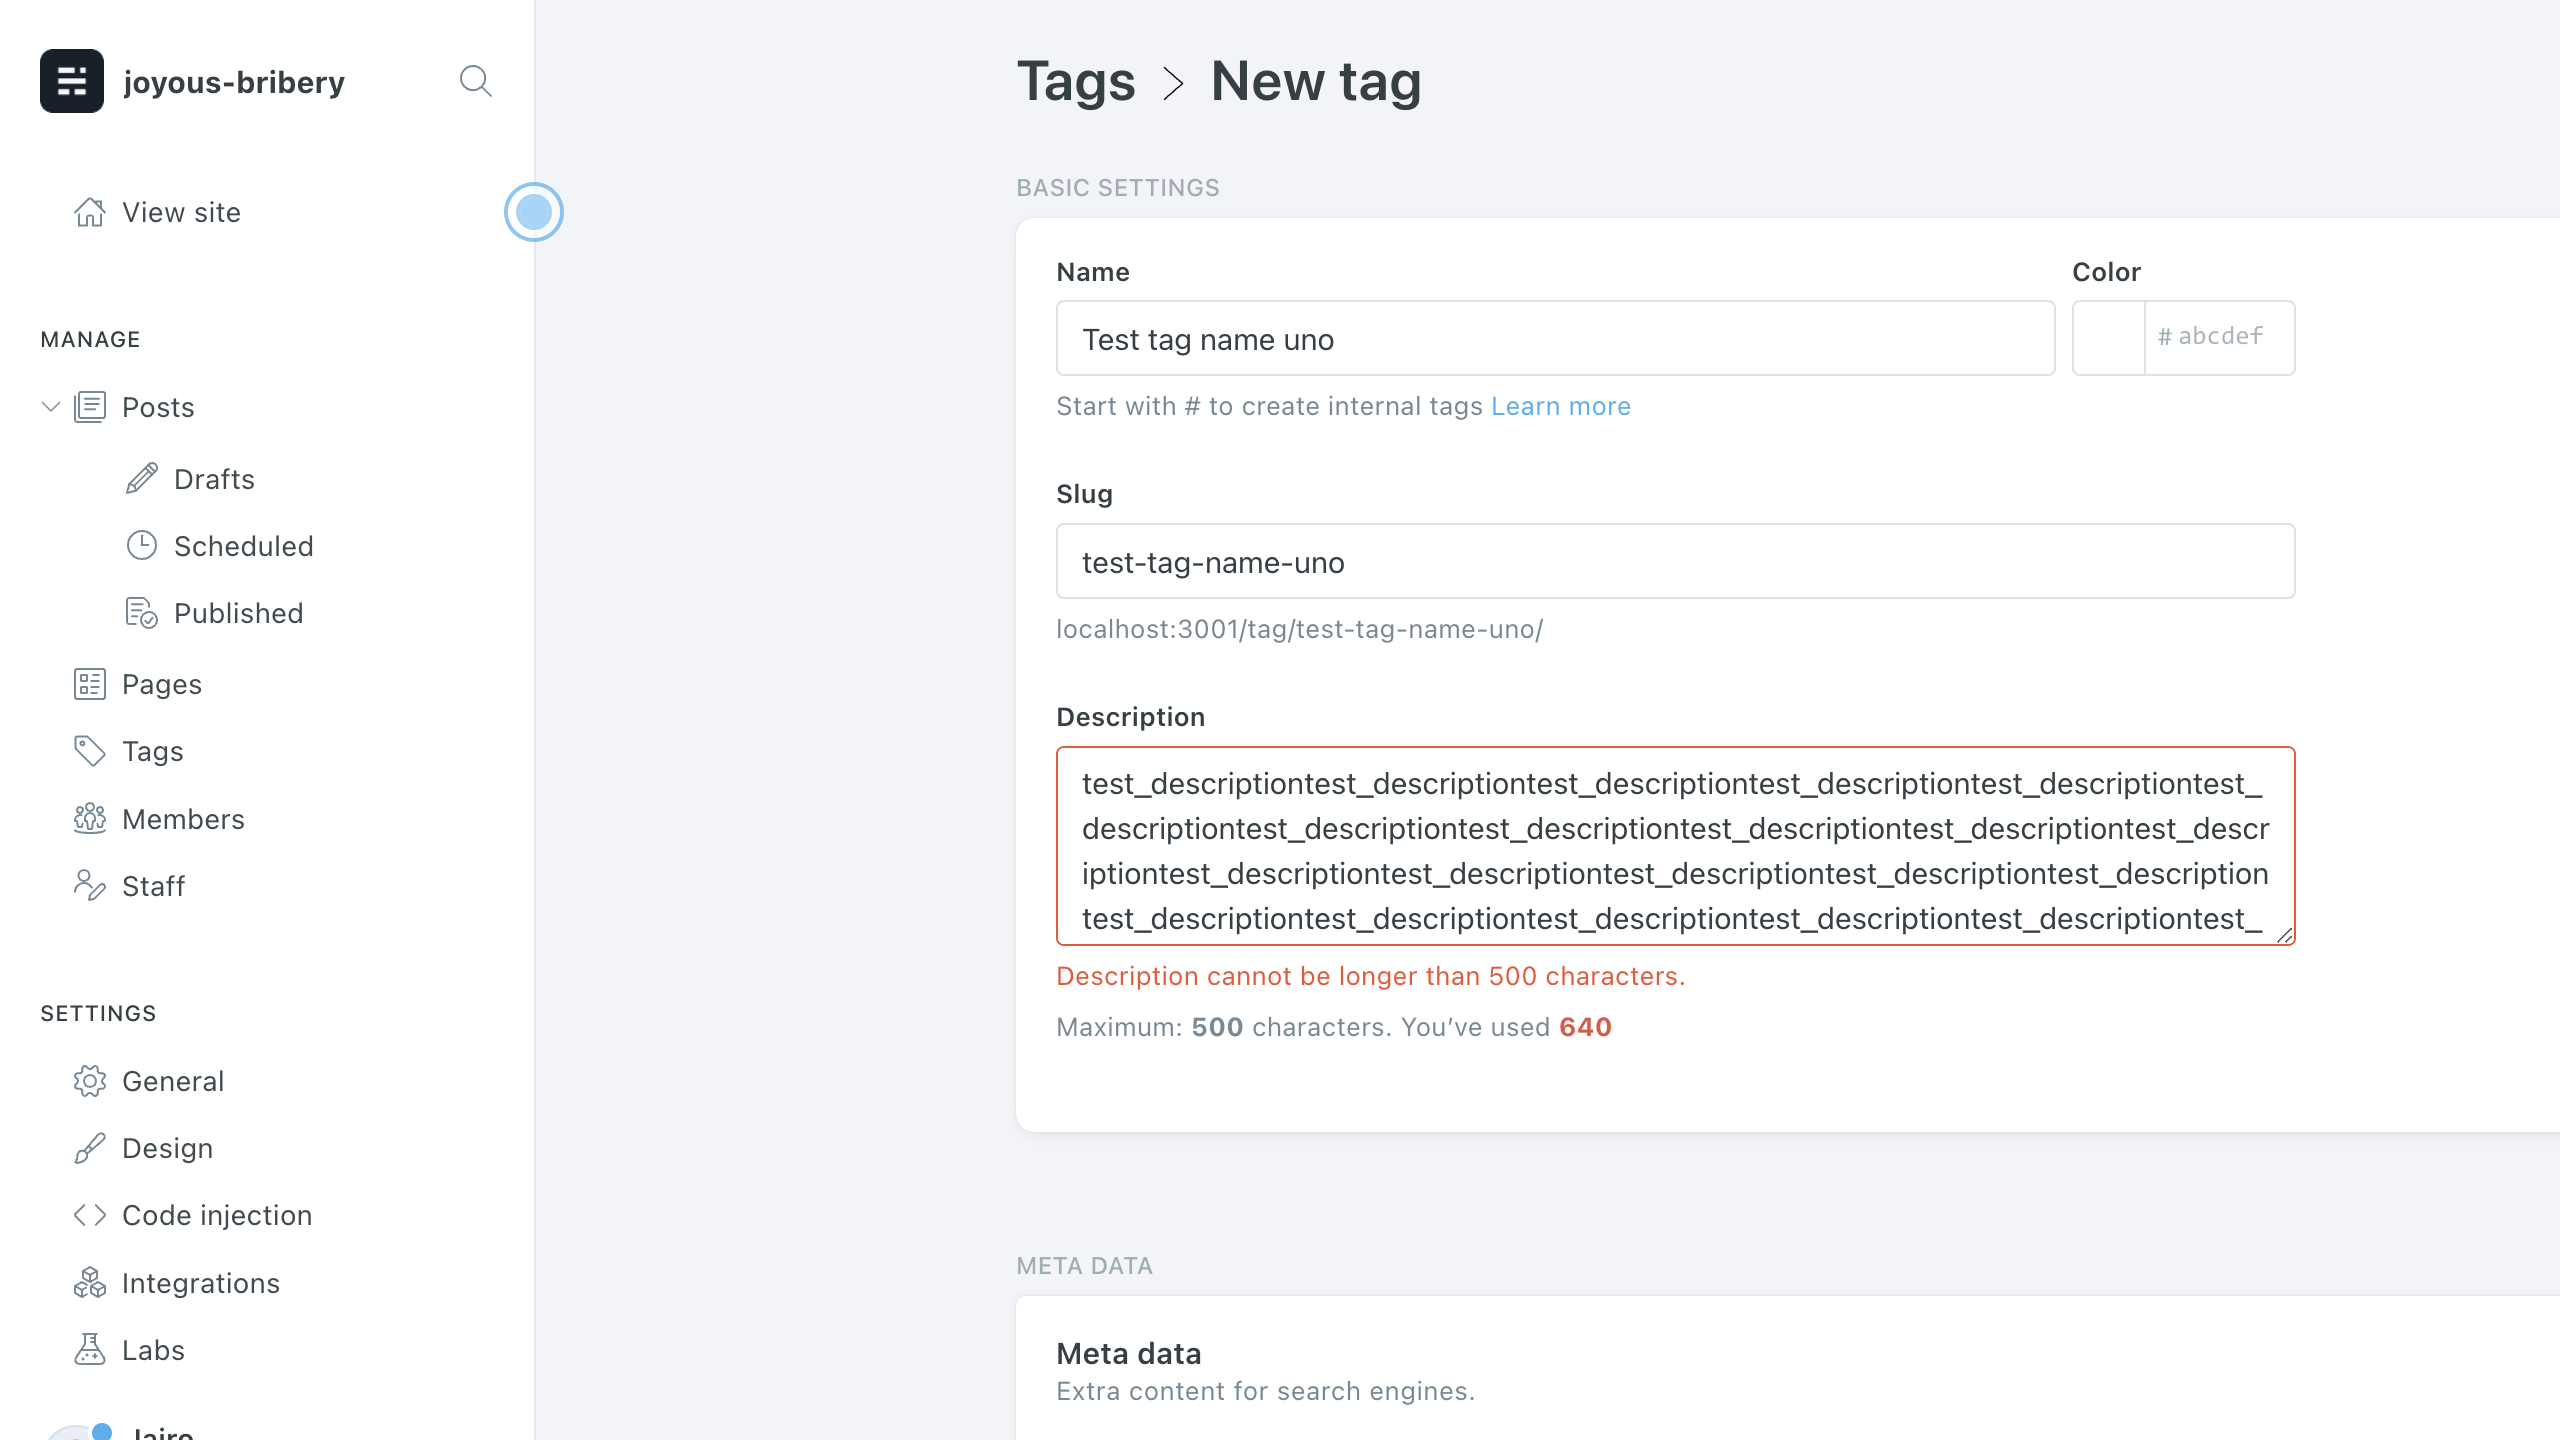 joyous-bribery
View site
MANAGE
Posts
Drafts
Scheduled
Published
Pages
Tags
Members
Staff
SETTINGS
General
Design
Code injection
Integrations
Labs
Jairo
Tags > New tag
BASIC SETTINGS
Name
Color
Test tag name uno
# abcdef
Start with # to create internal tags Learn more
Slug
test-tag-name-uno
localhost:3001/tag/test-tag-name-uno/
Description
test_descriptiontest_descriptiontest_descriptiontest_descriptiontest_descriptiontest_
descriptiontest_descriptiontest_descriptiontest_descriptiontest_descriptiontest_descr
iptiontest_descriptiontest_descriptiontest_descriptiontest_descriptiontest_description
test_descriptiontest_descriptiontest_descriptiontest_descriptiontest_descriptiontest_
Description cannot be longer than 500 characters.
Maximum: 500 characters. You’ve used 640
META DATA
Meta data
Extra content for search engines.